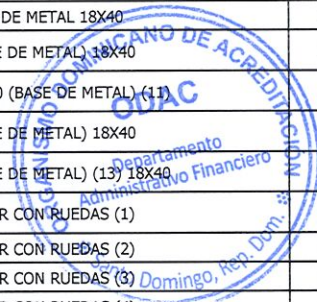 DE METAL 18X40
E DE METAL) 18X40
O (BASE DE METAL) (11)
E DE METAL) 18X40
E DE METAL) (13) 18X40
R CON RUEDAS (1)
R CON RUEDAS (2)
R CON RUEDAS (3)
ORGANISMO DOMINICANO DE ACREDITACIÓN
ODAC
Departamento
Administrativo Financiero
Santo Domingo, Rep. Dom.